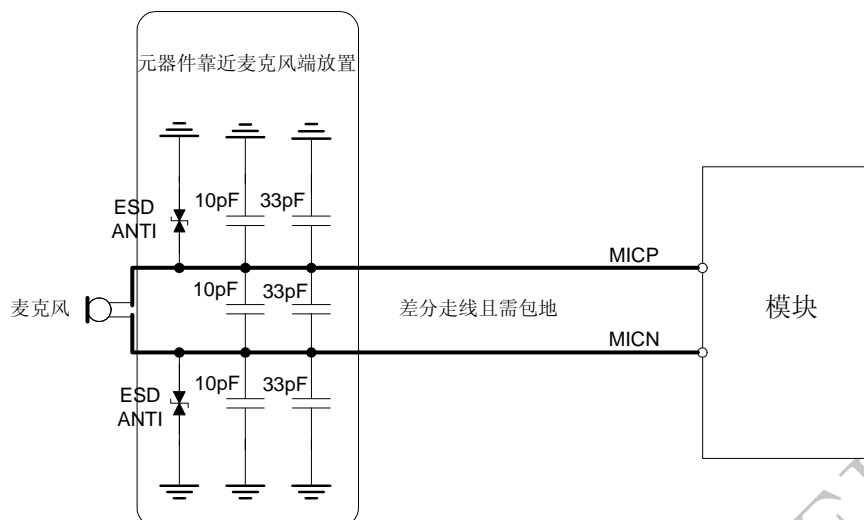 元器件靠近麦克风端放置
10pF 33pF
ESD
ANTI
MICP
10pF 33pF
麦克风
差分走线且需包地
模块
MICN
10pF 33pF
ESD
ANTI